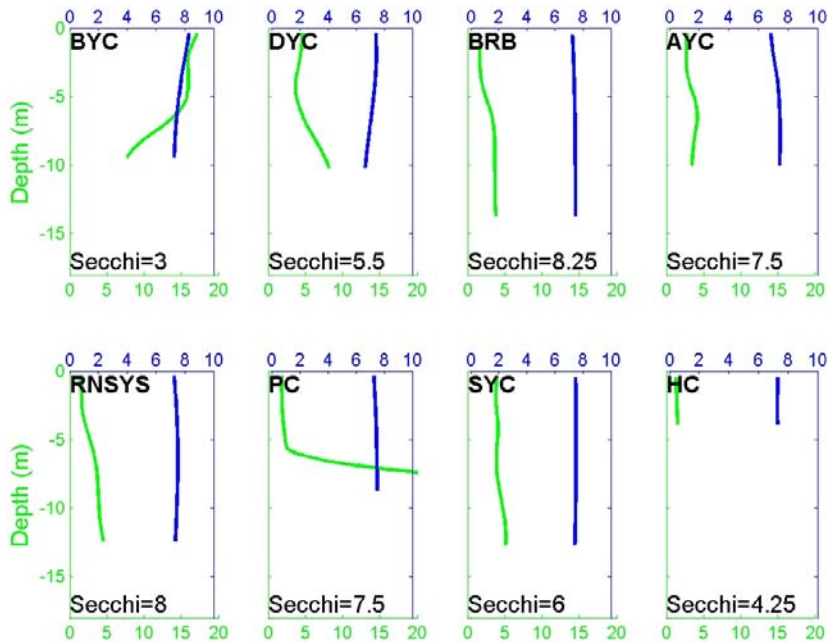 0 2 4 6 8 10 0 2 4 6 8 10 0 2 4 6 8 10 0 2 4 6 8 10
0 BYC DYC BRB AYC
-5
Depth (m)
-10
-15
Secchi=3 Secchi=5.5 Secchi=8.25 Secchi=7.5
0 5 10 15 20 0 5 10 15 20 0 5 10 15 20 0 5 10 15 20
0 2 4 6 8 10 0 2 4 6 8 10 0 2 4 6 8 10 0 2 4 6 8 10
0 RNSYS PC SYC HC
-5
Depth (m)
-10
-15
Secchi=8 Secchi=7.5 Secchi=6 Secchi=4.25
0 5 10 15 20 0 5 10 15 20 0 5 10 15 20 0 5 10 15 20